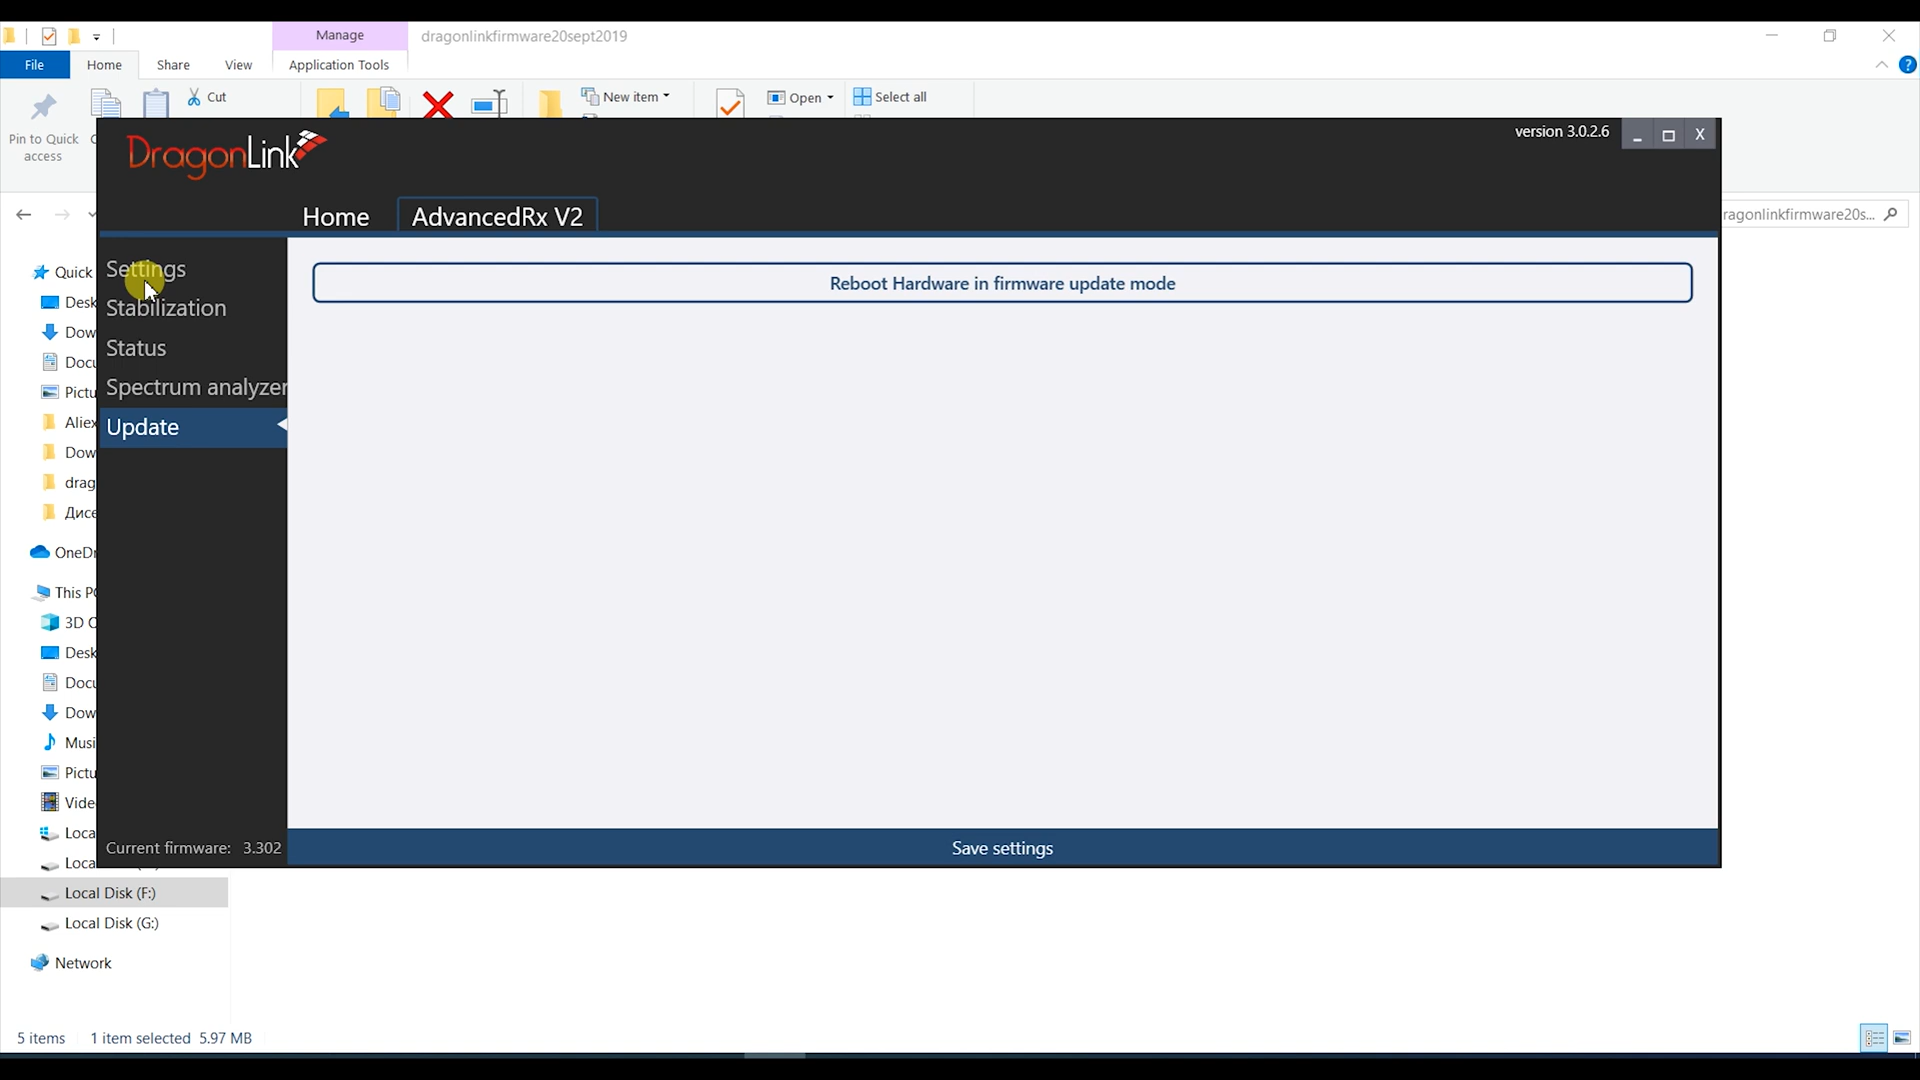 Manage
dragonlinkfirmware20sept2019
File
Home
Share
View
Application Tools
Pin to Quick
access
Cut
New item
Open
Select all
DragonLink
version 3.0.2.6
X
ragonlinkfirmware20s...
Home
AdvancedRx V2
Settings
Stabilization
Status
Spectrum analyzer
Update
Reboot Hardware in firmware update mode
Quick
Desk
Dow
Docu
Pictu
Aliex
Dow
drag
Дисе
OneDr
This PC
3D O
Desk
Docu
Dow
Musi
Pictu
Vide
Loca
Loca
Local Disk (F:)
Local Disk (G:)
Network
Current firmware: 3.302
Save settings
5 items
1 item selected 5.97 MB